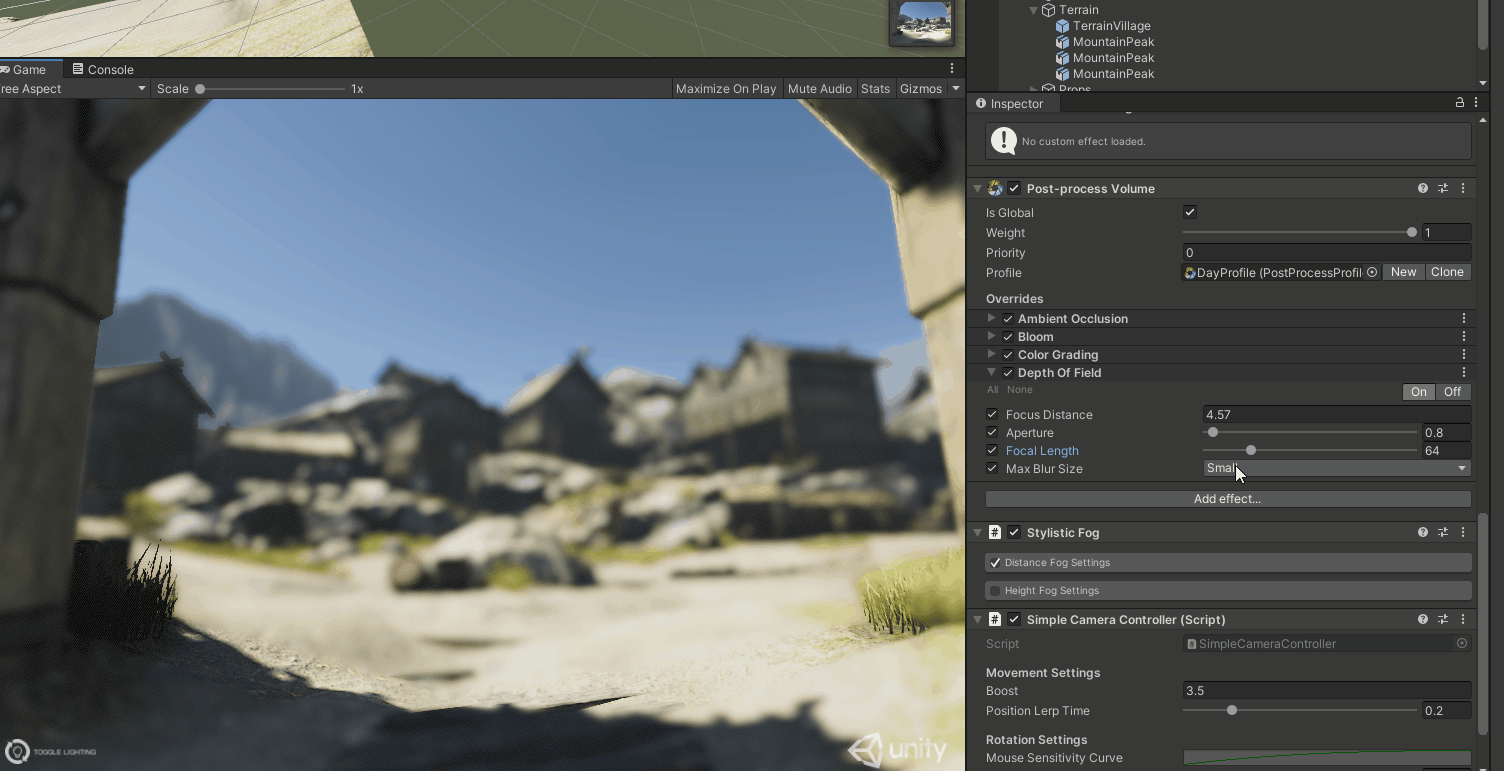 Terrain
TerrainVillage
MountainPeak
MountainPeak
MountainPeak
Props
Game Console
ree Aspect Scale 1x Maximize On Play Mute Audio Stats Gizmos
TOGGLE LIGHTING
unity
Inspector
No custom effect loaded.
Post-process Volume
Is Global
Weight 1
Priority 0
Profile DayProfile (PostProcessProfil New Clone
Overrides
Ambient Occlusion
Bloom
Color Grading
Depth Of Field
All None On Off
Focus Distance 4.57
Aperture 0.8
Focal Length 64
Max Blur Size Small
Add effect...
Stylistic Fog
Distance Fog Settings
Height Fog Settings
Simple Camera Controller (Script)
Script SimpleCameraController
Movement Settings
Boost 3.5
Position Lerp Time 0.2
Rotation Settings
Mouse Sensitivity Curve